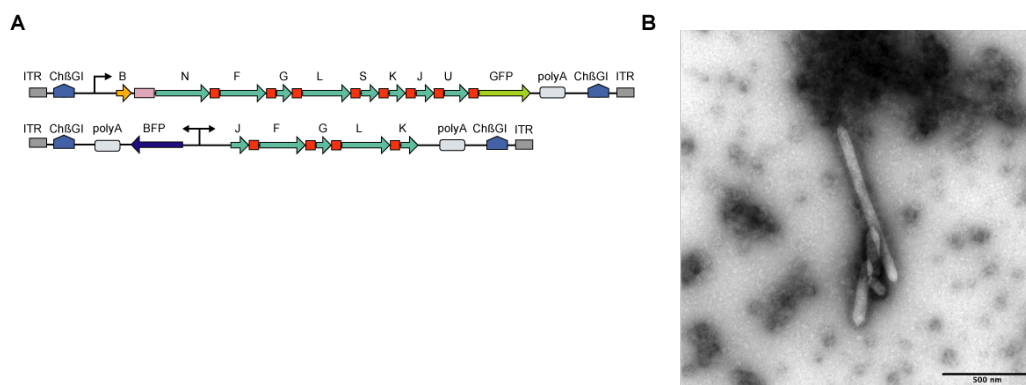 A
B
ITR ChßGI B N F G L S K J U GFP polyA ChßGI ITR
ITR ChßGI polyA BFP J F G L K polyA ChßGI ITR
500 nm